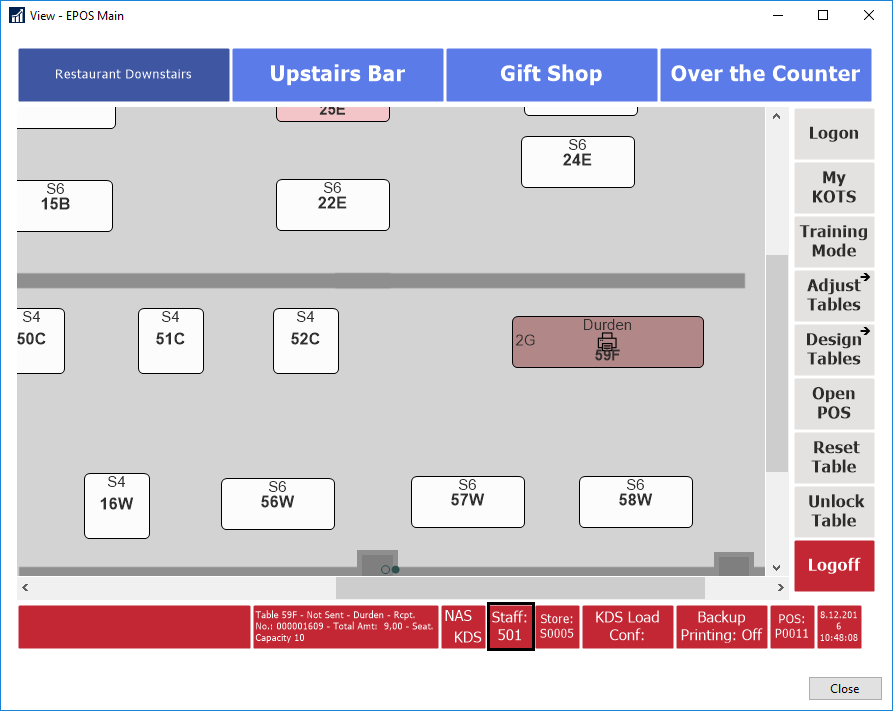 View - EPOS Main
Restaurant Downstairs
Upstairs Bar
Gift Shop
Over the Counter
25E
S6
24E
S6
15B
S6
22E
S4
50C
S4
51C
S4
52C
Durden
2G
59F
S4
16W
S6
56W
S6
57W
S6
58W
Logon
My
KOTS
Training
Mode
Adjust
Tables
Design
Tables
Open
POS
Reset
Table
Unlock
Table
Logoff
Table 59F - Not Sent - Durden - Rcpt.
No.: 000001609 - Total Amt: 9,00 - Seat.
Capacity 10
NAS
KDS
Staff:
501
Store:
S0005
KDS Load
Conf:
Backup
Printing: Off
POS:
P0011
8.12.201
6
10:48:08
Close